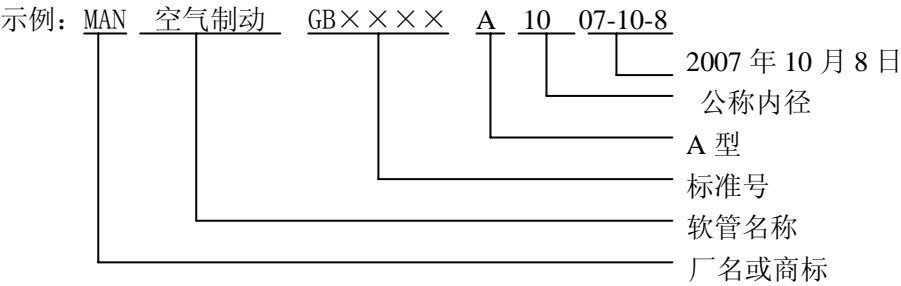 示例：MAN 空气制动 GB×××× A 10 07-10-8
2007 年 10 月 8 日
公称内径
A 型
标准号
软管名称
厂名或商标